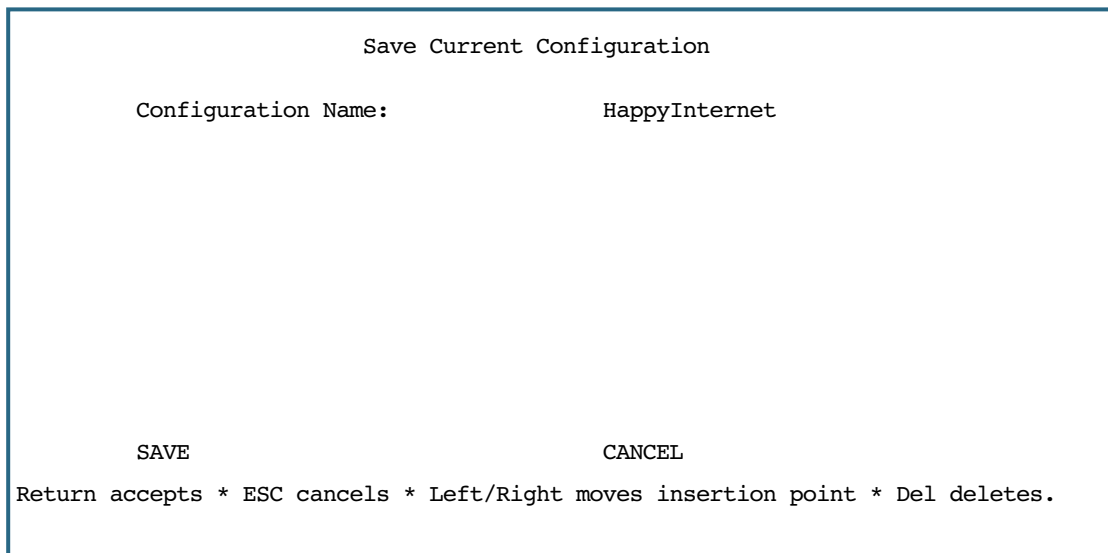 Save Current Configuration
Configuration Name: HappyInternet
SAVE CANCEL
Return accepts * ESC cancels * Left/Right moves insertion point * Del deletes.